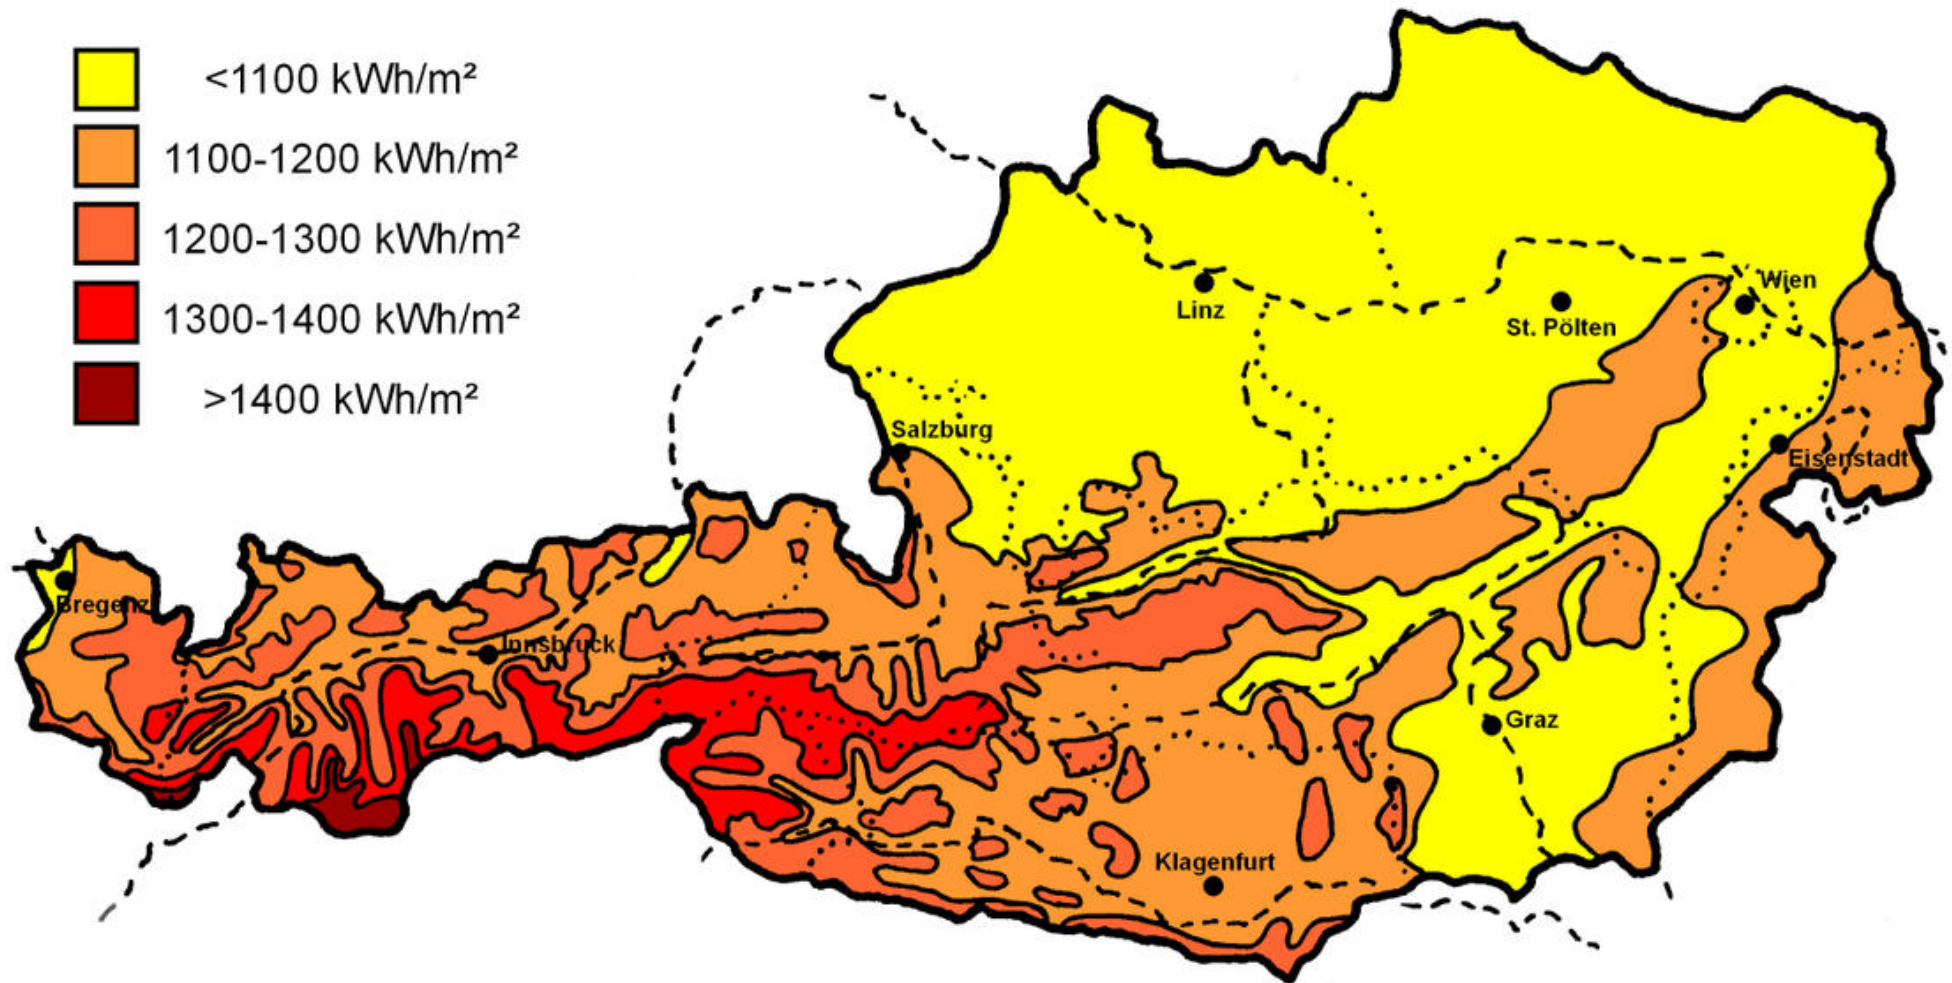 <1100 kWh/m²
1100-1200 kWh/m²
1200-1300 kWh/m²
1300-1400 kWh/m²
>1400 kWh/m²
Wien
Linz
St. Pölten
Salzburg
Eisenstadt
Bregenz
Innsbruck
Graz
Klagenfurt